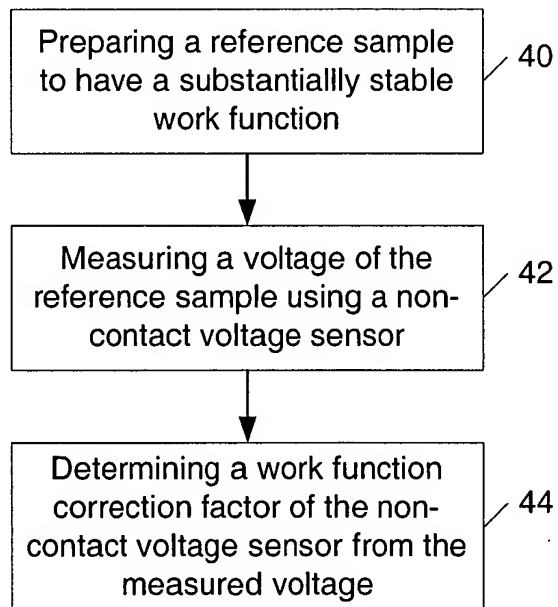 Preparing a reference sample
to have a substantiallly stable
work function
40
Measuring a voltage of the
reference sample using a non-
contact voltage sensor
42
Determining a work function
correction factor of the non-
contact voltage sensor from the
measured voltage
44